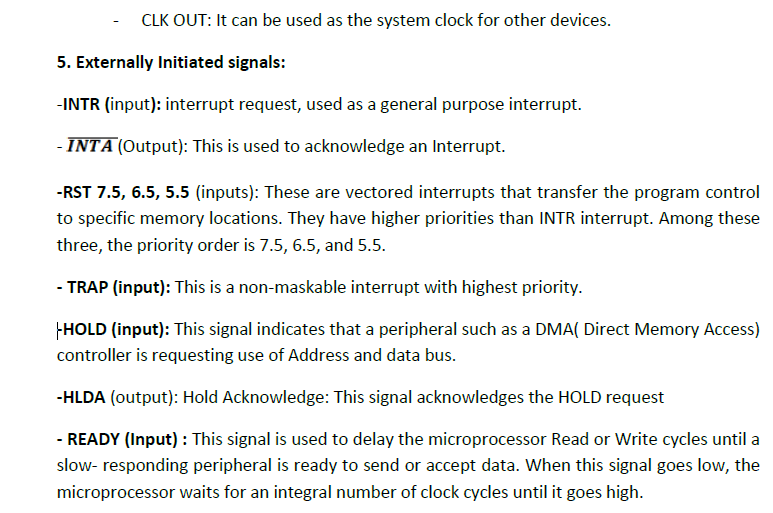 - CLK OUT: It can be used as the system clock for other devices.
5. Externally Initiated signals:
-INTR (input): interrupt request, used as a general purpose interrupt.
- I̅N̅T̅A̅ (Output): This is used to acknowledge an Interrupt.
-RST 7.5, 6.5, 5.5 (inputs): These are vectored interrupts that transfer the program control
to specific memory locations. They have higher priorities than INTR interrupt. Among these
three, the priority order is 7.5, 6.5, and 5.5.
- TRAP (input): This is a non-maskable interrupt with highest priority.
-HOLD (input): This signal indicates that a peripheral such as a DMA( Direct Memory Access)
controller is requesting use of Address and data bus.
-HLDA (output): Hold Acknowledge: This signal acknowledges the HOLD request
- READY (Input) : This signal is used to delay the microprocessor Read or Write cycles until a
slow- responding peripheral is ready to send or accept data. When this signal goes low, the
microprocessor waits for an integral number of clock cycles until it goes high.